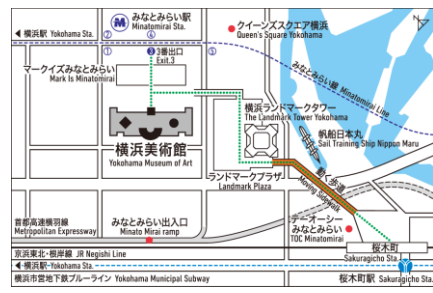 みなとみらい駅
Minatomirai Sta.
クイーンズスクエア横浜
Queen's Square Yokohama
◀ 横浜駅 Yokohama Sta.
② ④
① ③ 3番出口
Exit.3
⑤
みなとみらい線 Minatomirai Line
マークイズみなとみらい
Mark Is Minatomirai
横浜ランドマークタワー
The Landmark Tower Yokohama
帆船日本丸
Sail Training Ship Nippon Maru
横浜美術館
Yokohama Museum of Art
ランドマークプラザ
Landmark Plaza
動く歩道
Moving Sidewalk
首都高速横羽線
Metropolitan Expressway
みなとみらい出入口
Minato Mirai ramp
ティーオーシー
みなとみらい
TOC Minatomirai
桜木町
Sakuragicho Sta.
京浜東北・根岸線 JR Negishi Line
◀横浜駅 Yokohama Sta.
横浜市営地下鉄ブルーライン Yokohama Municipal Subway
桜木町駅 Sakuragicho Sta.